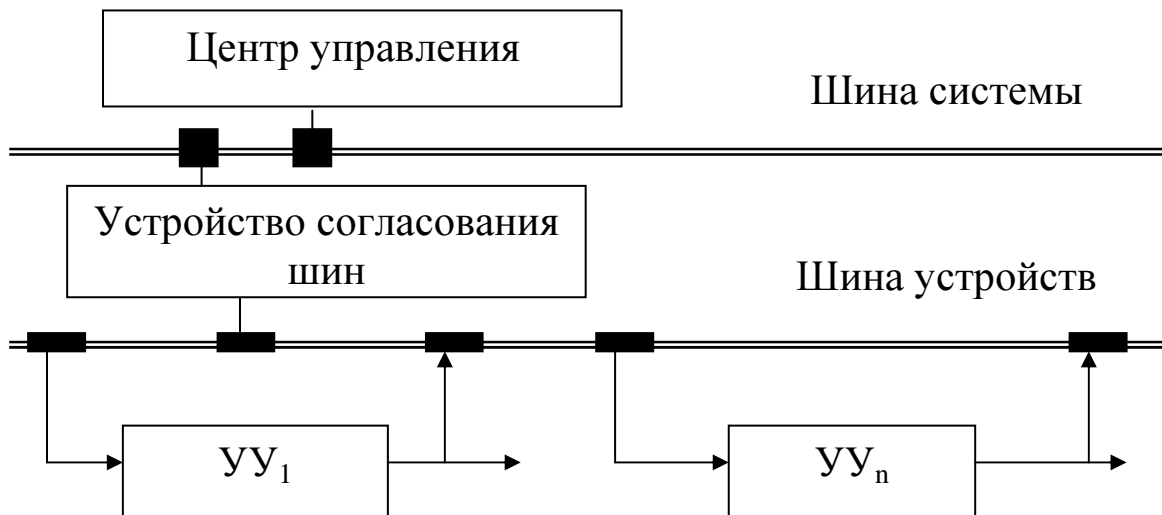 Центр управления
Шина системы
Устройство согласования
шин
Шина устройств
УУ₁
УУₙ